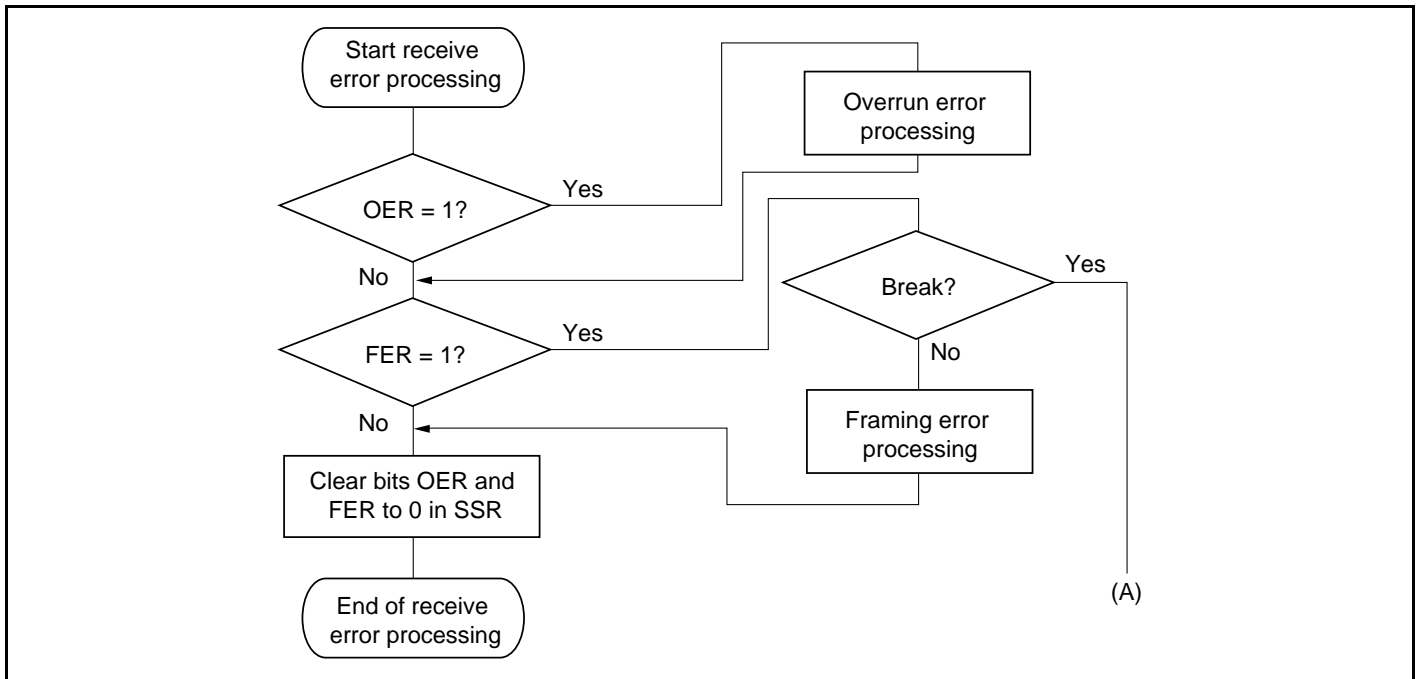 Start receive
error processing
Overrun error
processing
Yes
OER = 1?
No
Yes
Break?
Yes
FER = 1?
No
No
Framing error
processing
Clear bits OER and
FER to 0 in SSR
(A)
End of receive
error processing